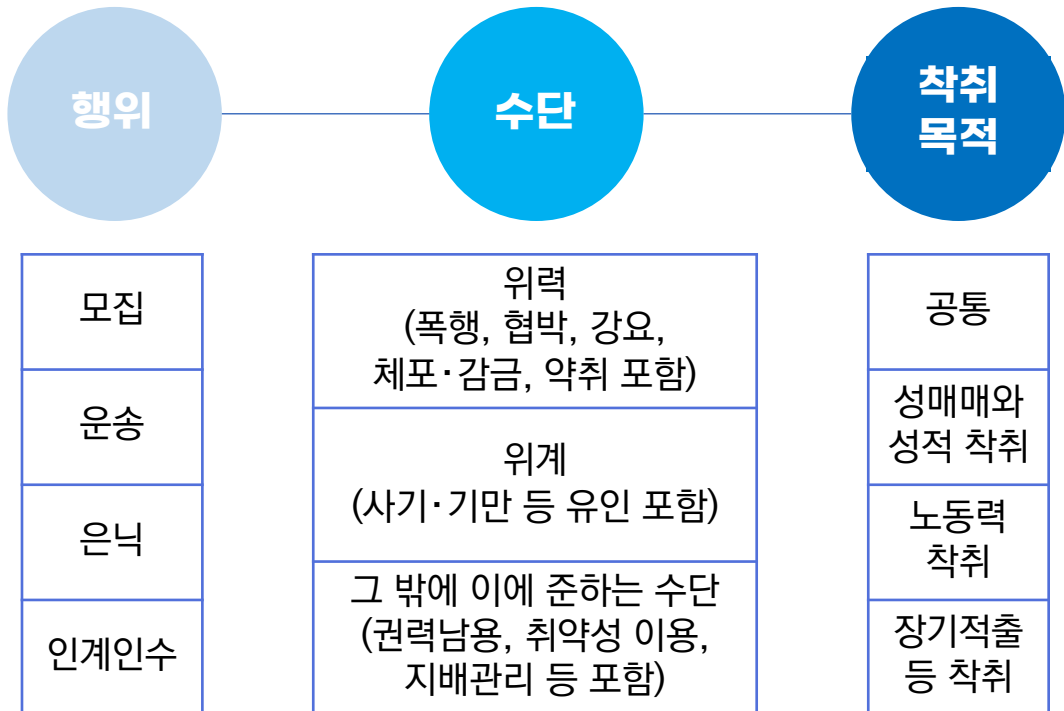 행위
수단
착취
목적
모집
운송
은닉
인계인수
위력
(폭행, 협박, 강요,
체포·감금, 약취 포함)
위계
(사기·기만 등 유인 포함)
그 밖에 이에 준하는 수단
(권력남용, 취약성 이용,
지배관리 등 포함)
공통
성매매와
성적 착취
노동력
착취
장기적출
등 착취